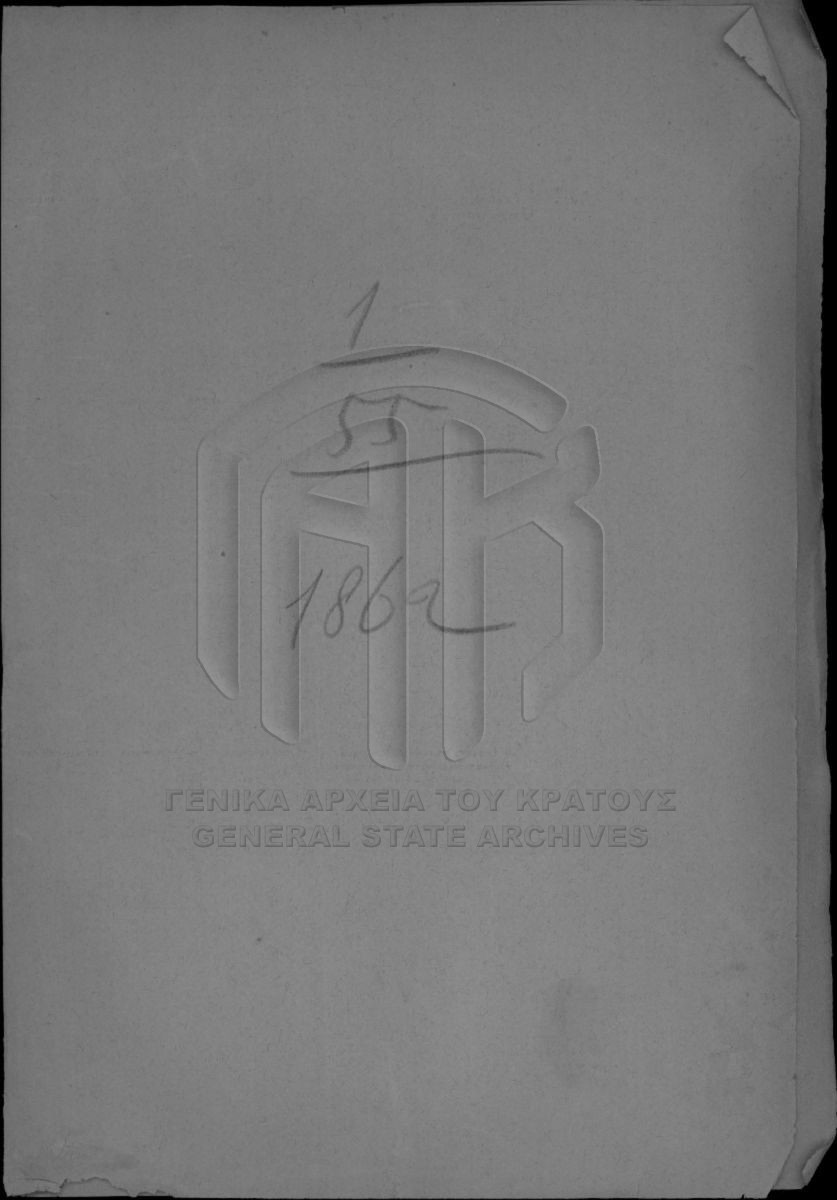 1
55
1862
ΓΕΝΙΚΑ ΑΡΧΕΙΑ ΤΟΥ ΚΡΑΤΟΥΣ
GENERAL STATE ARCHIVES